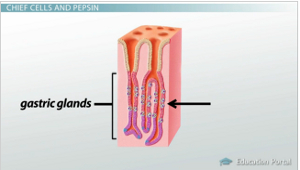 CHIEF CELLS AND PEPSIN
gastric glands
Education Portal